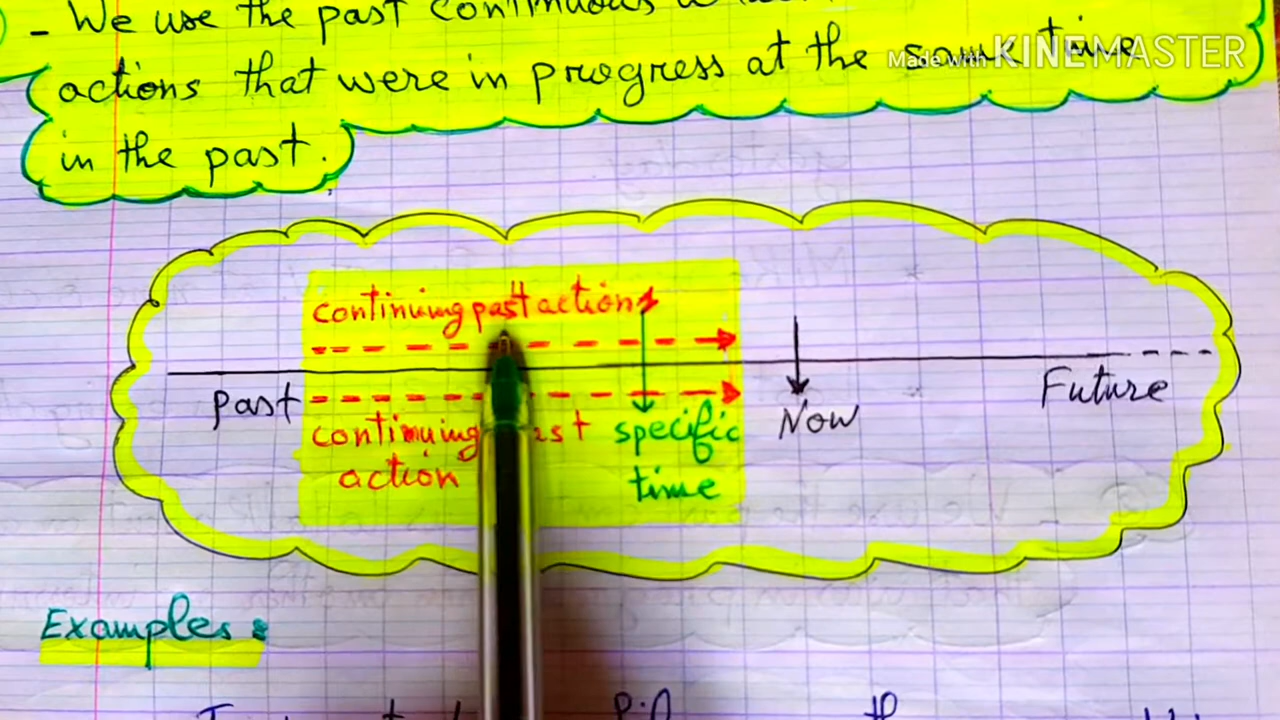 - We use the past continuous
actions that were in progress at the same time
in the past.
Made with KINEMASTER
continuing past action
Past
continuing
action
specific
time
Now
Future
Examples: